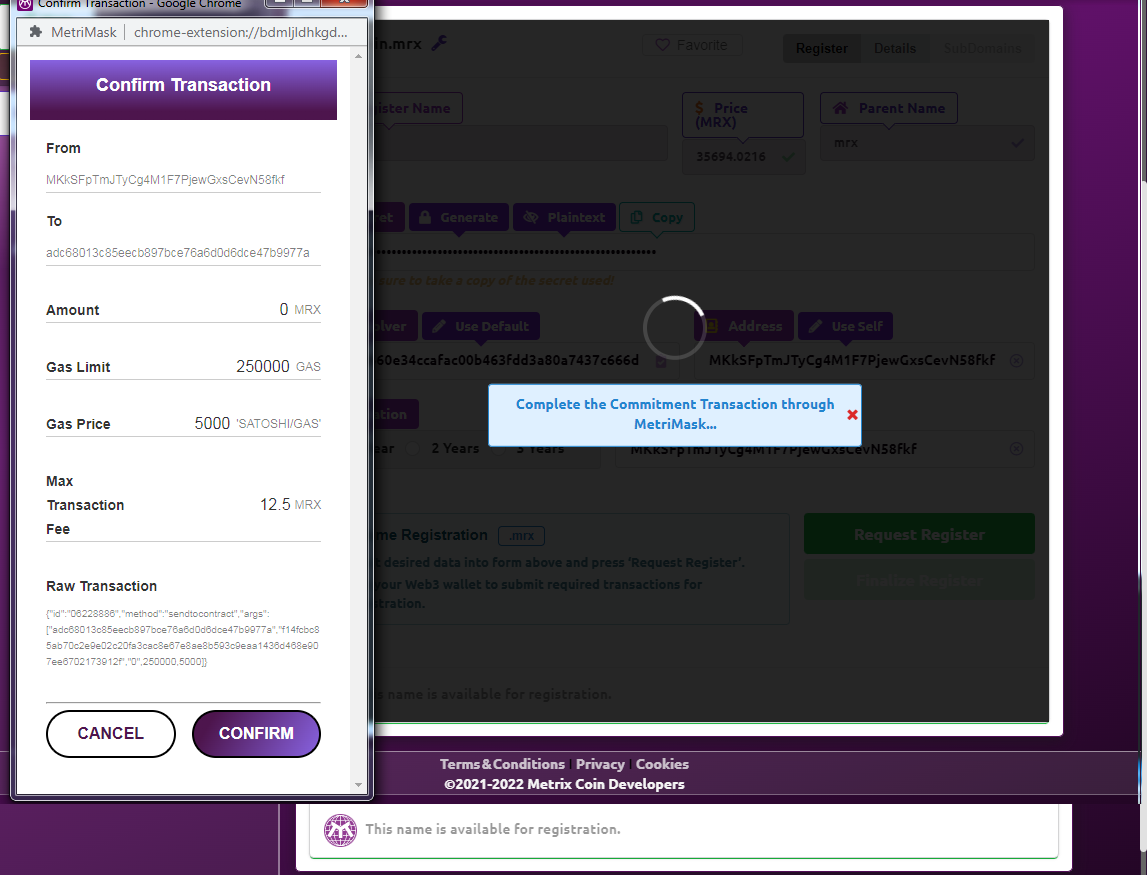 Confirm Transaction - Google Chrome
MetriMask
chrome-extension://bdmljldhkgd...
Confirm Transaction
From
MKkSFpTmJTyCg4M1F7PjewGxsCevN58fkf
To
adc68013c85eecb897bce76a6d0d6dce47b9977a
Amount 0 MRX
Gas Limit 250000 GAS
Gas Price 5000 'SATOSHI/GAS'
Max
Transaction 12.5 MRX
Fee
Raw Transaction
{"id":"06228886","method":"sendtocontract","args":
["adc68013c85eecb897bce76a6d0d6dce47b9977a","f14fcbc8
5ab70c2e9e02c20fa3cac8e67e8ae8b593c9eaa1436d468e90
7ee6702173912f","0",250000,5000]}
CANCEL CONFIRM
in.mrx
Favorite
Register Details SubDomains
ister Name
Price
(MRX)
Parent Name
35694.0216
mrx
et Generate Plaintext Copy
sure to take a copy of the secret used!
olver Use Default
Address Use Self
60e34ccafac00b463fdd3a80a7437c666d
MKkSFpTmJTyCg4M1F7PjewGxsCevN58fkf
Complete the Commitment Transaction through
MetriMask...
tion
ear 2 Years 5 Years
MKkSFpTmJTyCg4M1F7PjewGxsCevN58fkf
me Registration .mrx
t desired data into form above and press 'Request Register'.
your Web3 wallet to submit required transactions for
stration.
Request Register
Finalize Register
s name is available for registration.
Terms & Conditions | Privacy | Cookies
©2021-2022 Metrix Coin Developers
This name is available for registration.